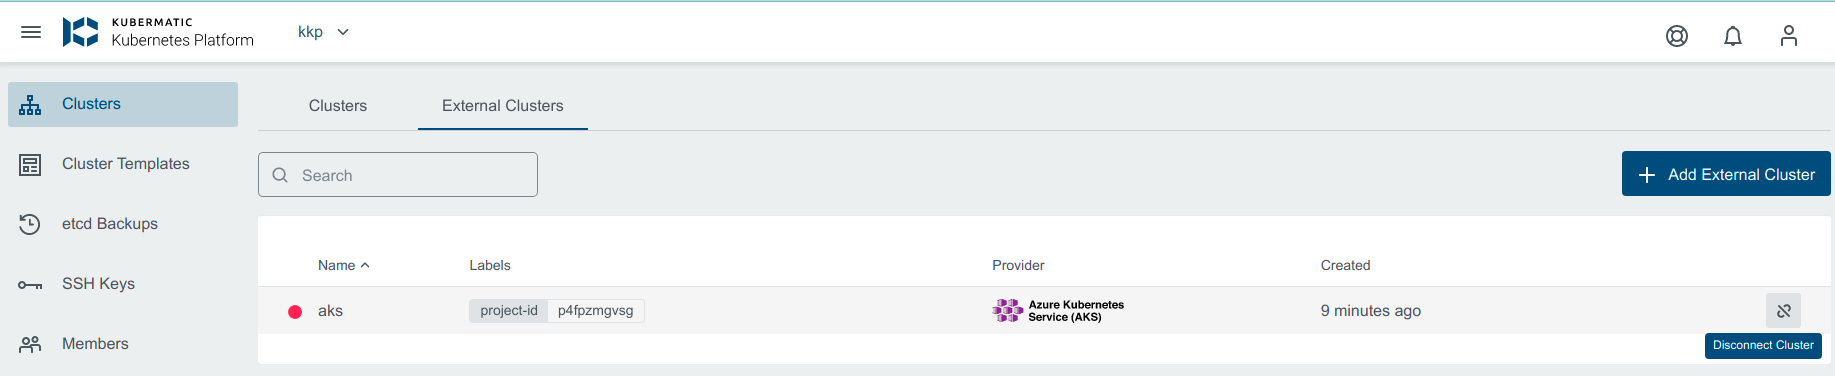 KUBERMATIC
Kubernetes Platform
kkp
Clusters
Cluster Templates
etcd Backups
SSH Keys
Members
Clusters External Clusters
Search
Add External Cluster
Name Labels Provider Created
aks project-id p4fpzmgvsg Azure Kubernetes Service (AKS) 9 minutes ago
Disconnect Cluster